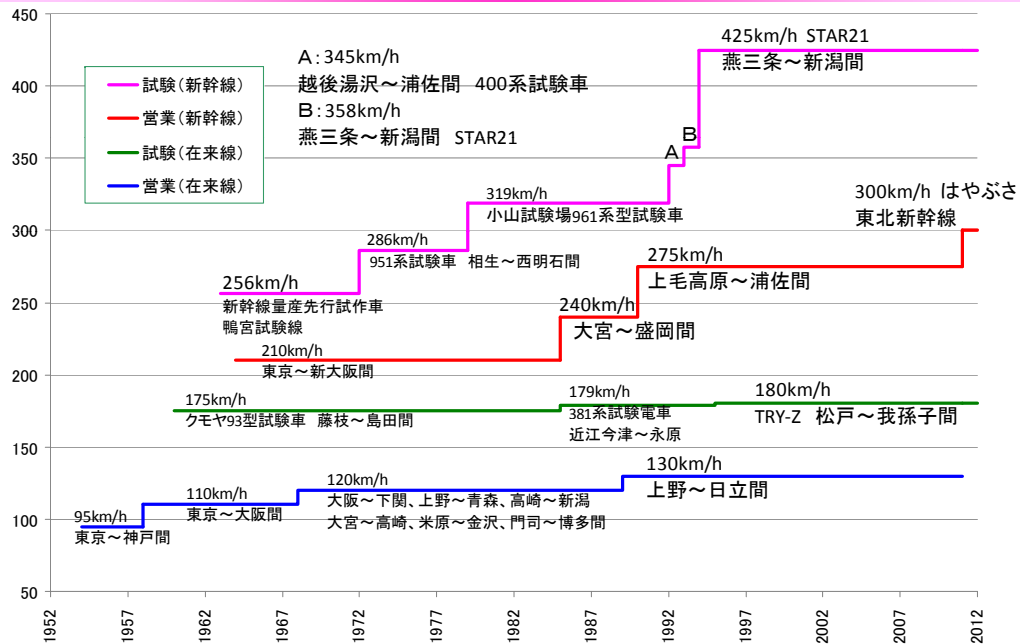 450
400
350
300
250
200
150
100
50
試験(新幹線)
営業(新幹線)
試験(在来線)
営業(在来線)
A:345km/h
越後湯沢～浦佐間 400系試験車
B:358km/h
燕三条～新潟間 STAR21
425km/h STAR21
燕三条～新潟間
A
B
319km/h
小山試験場961系型試験車
300km/h はやぶさ
東北新幹線
286km/h
951系試験車 相生～西明石間
275km/h
上毛高原～浦佐間
256km/h
新幹線量産先行試作車
鴨宮試験線
240km/h
大宮～盛岡間
210km/h
東京～新大阪間
175km/h
クモヤ93型試験車 藤枝～島田間
179km/h
381系試験電車
近江今津～永原
180km/h
TRY-Z 松戸～我孫子間
95km/h
東京～神戸間
110km/h
東京～大阪間
120km/h
大阪～下関、上野～青森、高崎～新潟
大宮～高崎、米原～金沢、門司～博多間
130km/h
上野～日立間
1952
1957
1962
1967
1972
1977
1982
1987
1992
1997
2002
2007
2012